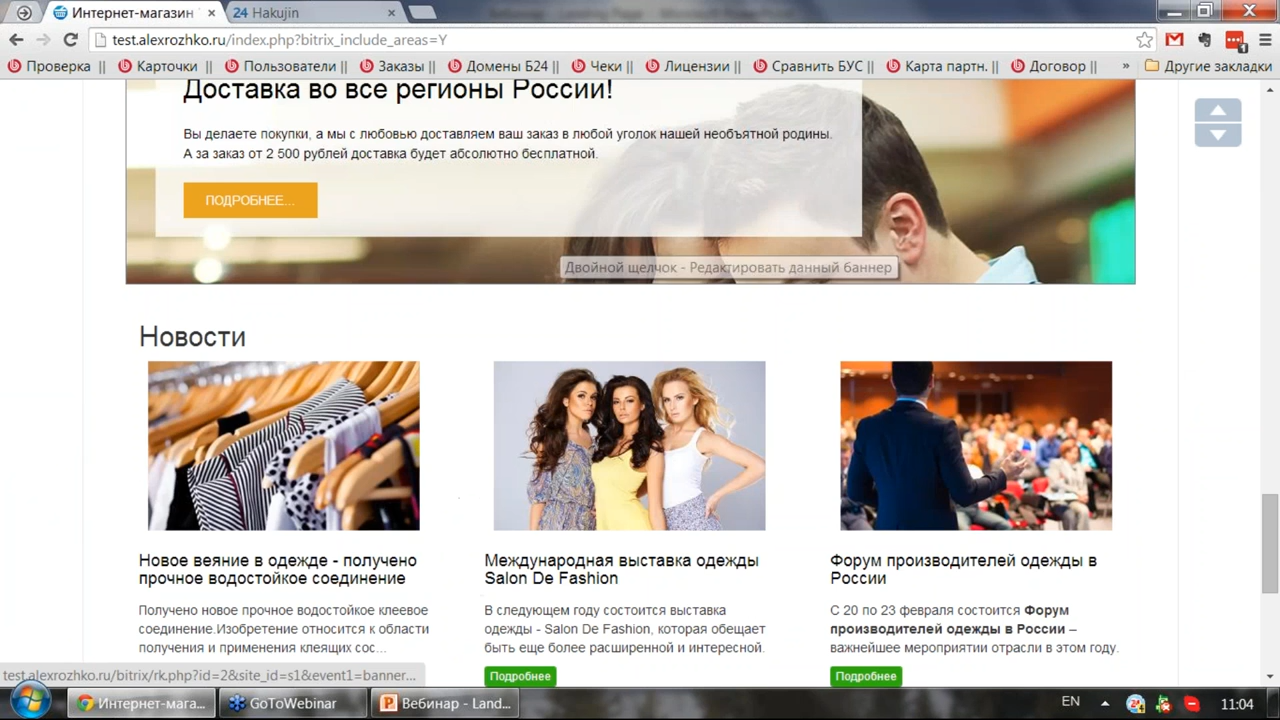 Интернет-магазин
24 Hakujin
test.alexrozhko.ru/index.php?bitrix_include_areas=Y
Проверка || Карточки || Пользователи || Заказы || Домены Б24 || Чеки || Лицензии || Сравнить БУС || Карта партн. || Договор || » Другие закладки
Доставка во все регионы России!
Вы делаете покупки, а мы с любовью доставляем ваш заказ в любой уголок нашей необъятной родины.
А за заказ от 2 500 рублей доставка будет абсолютно бесплатной.
ПОДРОБНЕЕ...
Двойной щелчок - Редактировать данный баннер
Новости
Новое веяние в одежде - получено
прочное водостойкое соединение
Получено новое прочное водостойкое клеевое
соединение.Изобретение относится к области
получения и применения клеящих сос...
Международная выставка одежды
Salon De Fashion
В следующем году состоится выставка
одежды - Salon De Fashion, которая обещает
быть еще более расширенной и интересной.
Подробнее
Форум производителей одежды в
России
С 20 по 23 февраля состоится Форум
производителей одежды в России –
важнейшее мероприятии отрасли в этом году.
Подробнее
test.alexrozhko.ru/bitrix/rk.php?id=2&site_id=s1&event1=banner...
Интернет-мага...
GoToWebinar
Вебинар - Land...
EN
11:04